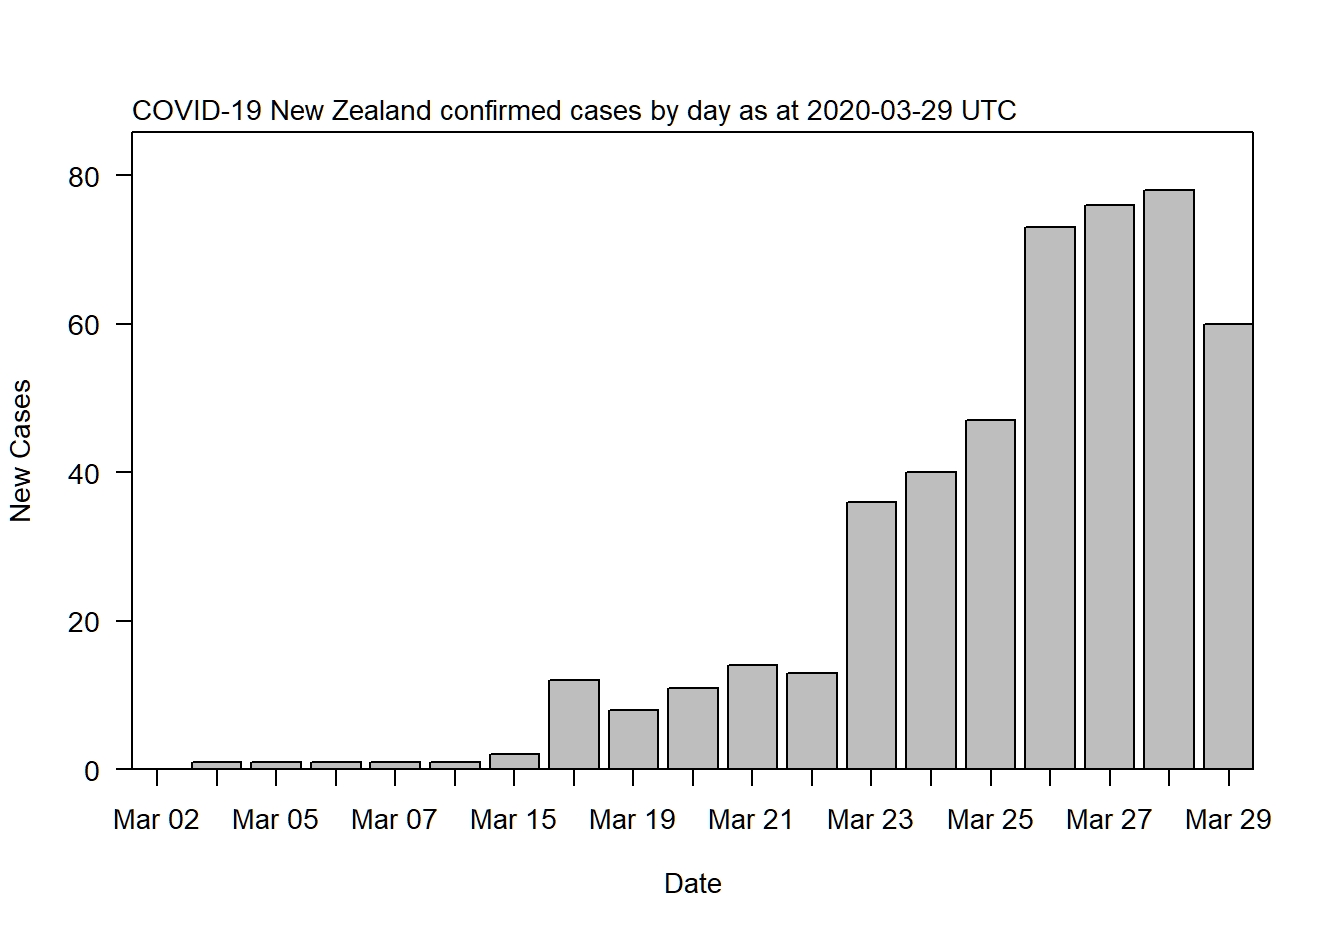 COVID-19 New Zealand confirmed cases by day as at 2020-03-29 UTC
80
60
40
20
0
New Cases
Mar 02 Mar 05 Mar 07 Mar 15 Mar 19 Mar 21 Mar 23 Mar 25 Mar 27 Mar 29
Date